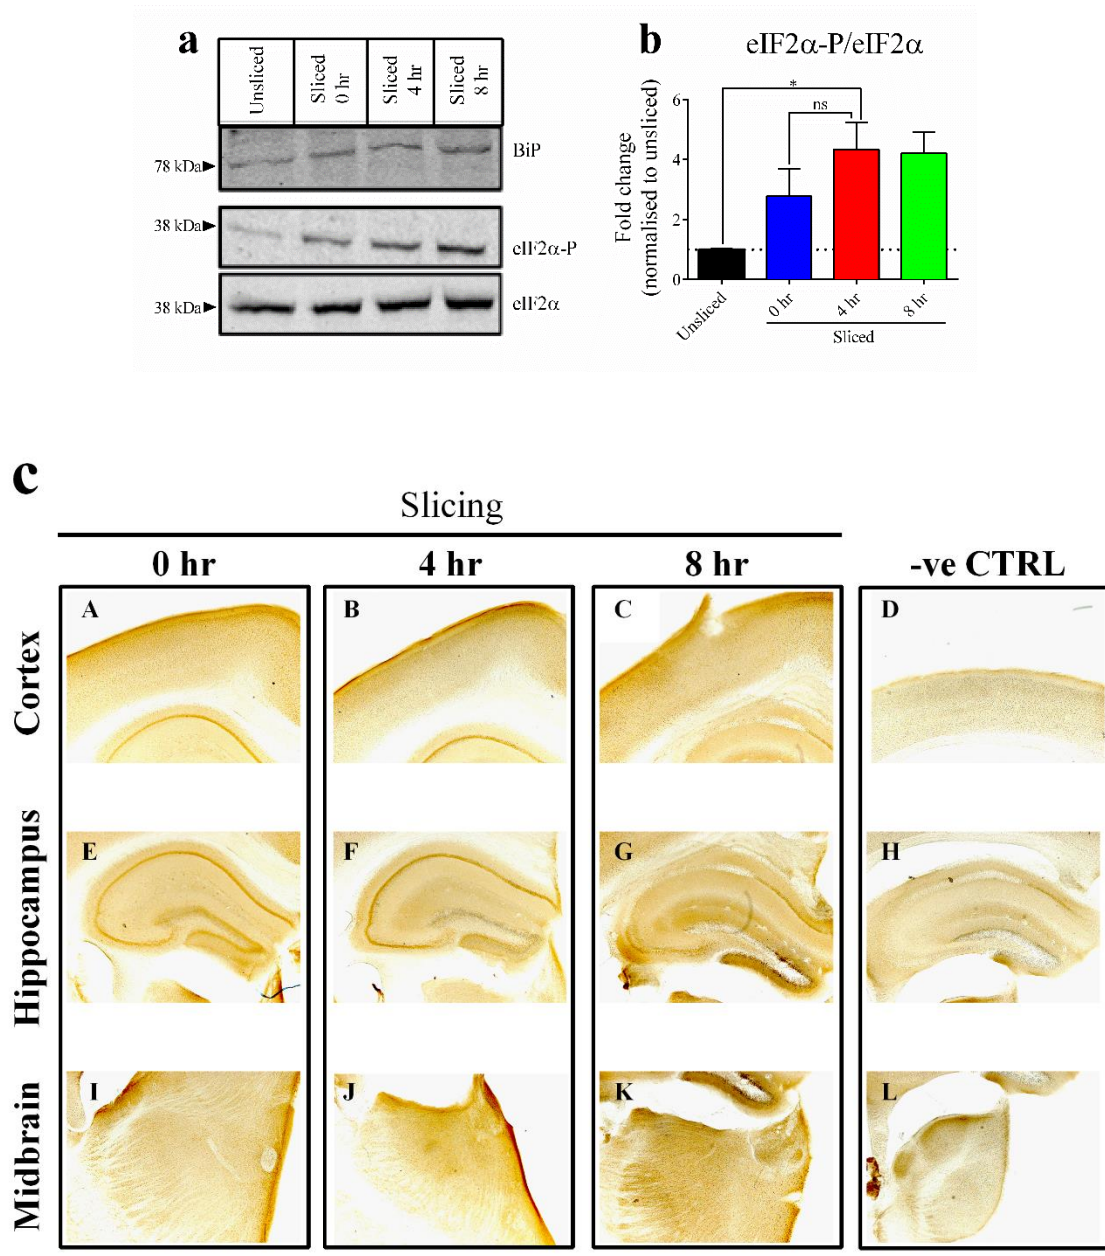 a
Unsliced
Sliced
0 hr
Sliced
4 hr
Sliced
8 hr
78 kDa
BiP
38 kDa
eIF2α-P
38 kDa
eIF2α
b
eIF2α-P/eIF2α
*
ns
Fold change
(normalised to unsliced)
6
4
2
0
Unsliced
0 hr
4 hr
8 hr
Sliced
c
Slicing
0 hr
4 hr
8 hr
-ve CTRL
Cortex
A
B
C
D
Hippocampus
E
F
G
H
Midbrain
I
J
K
L